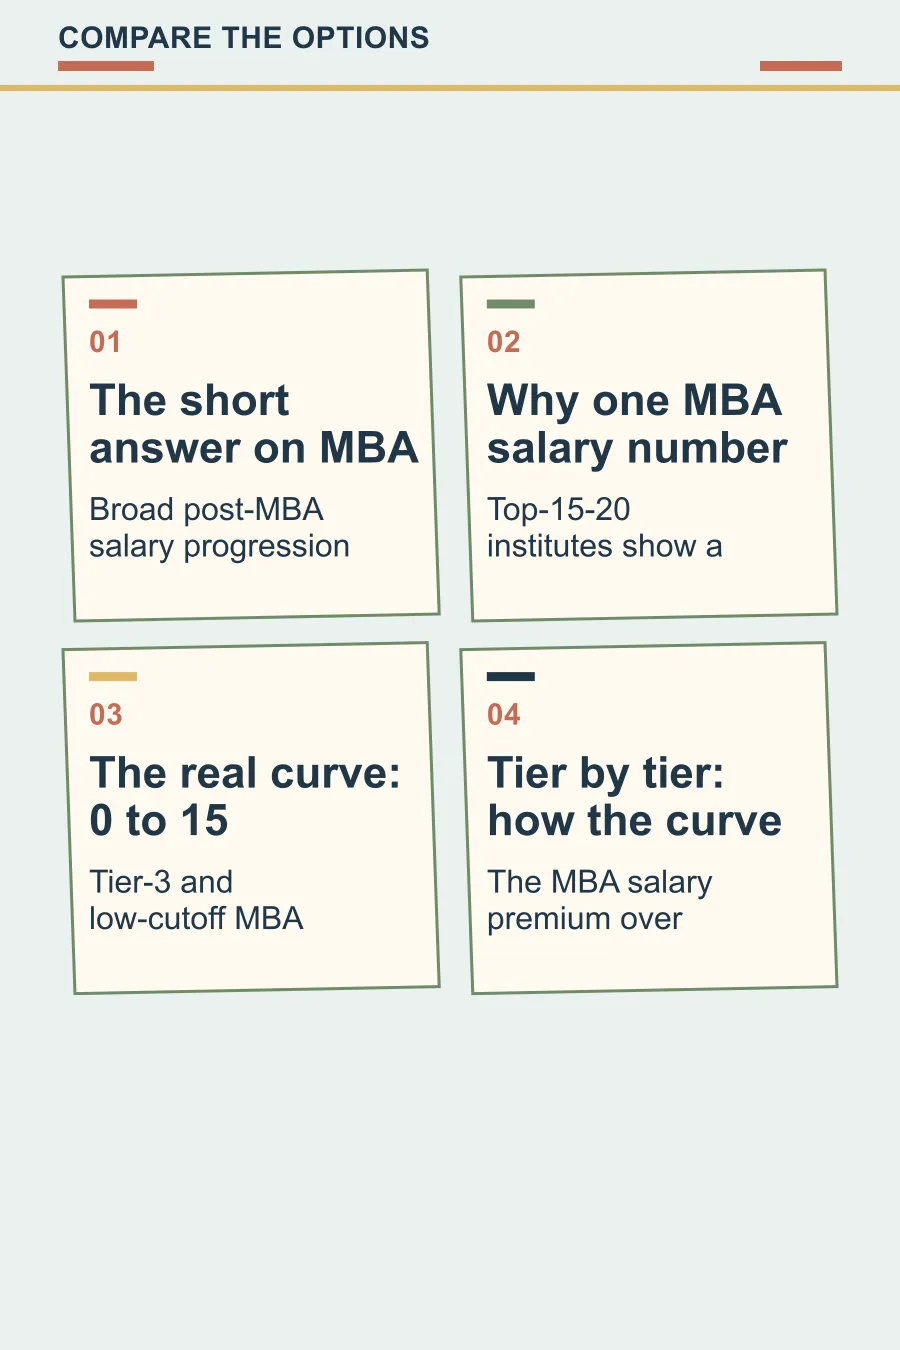 COMPARE THE OPTIONS
01
The short
answer on MBA
Broad post-MBA
salary progression
02
Why one MBA
salary number
Top-15-20
institutes show a
03
The real curve:
0 to 15
Tier-3 and
low-cutoff MBA
04
Tier by tier:
how the curve
The MBA salary
premium over